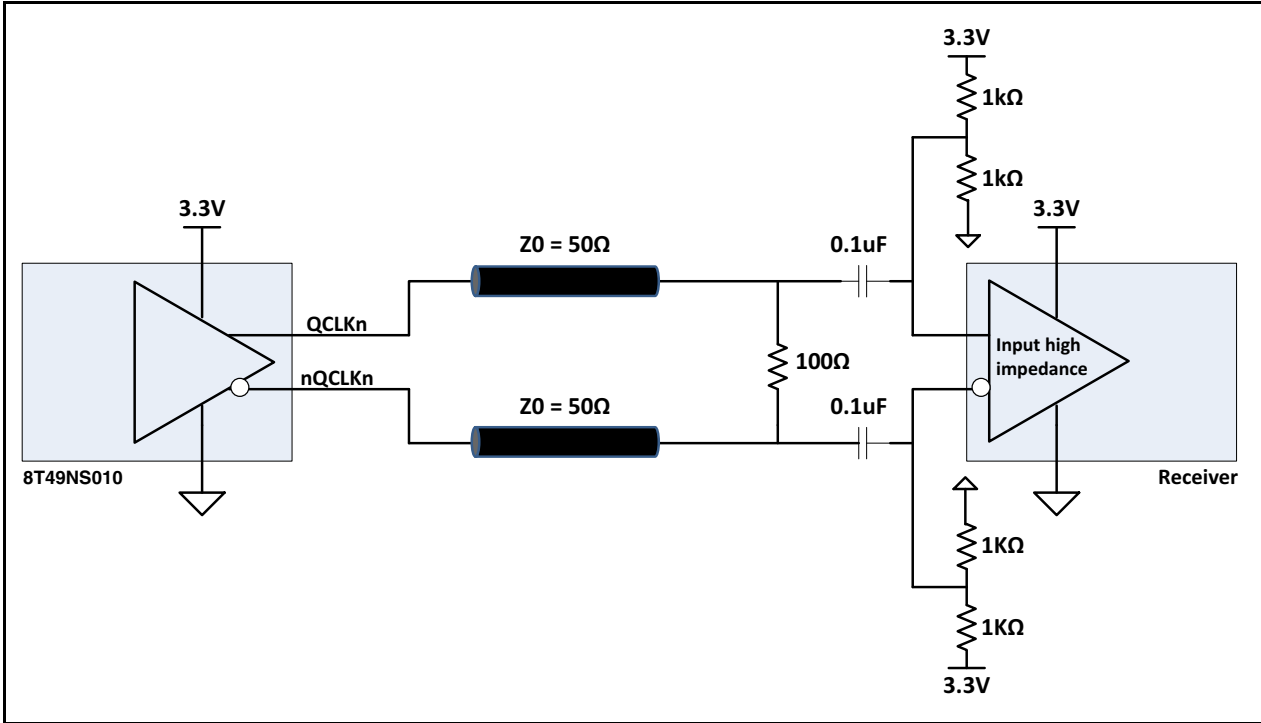 3.3V
1kΩ
1kΩ
3.3V
3.3V
Z0 = 50Ω
0.1uF
QCLKn
Input high
impedance
100Ω
nQCLKn
Z0 = 50Ω
0.1uF
8T49NS010
Receiver
1KΩ
1KΩ
3.3V